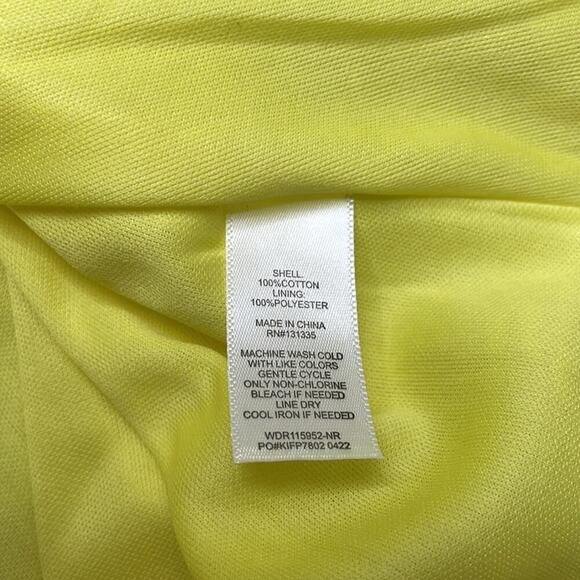 SHELL:
100%COTTON
LINING:
100%POLYESTER
MADE IN CHINA
RN#131335
MACHINE WASH COLD
WITH LIKE COLORS
GENTLE CYCLE
ONLY NON-CHLORINE
BLEACH IF NEEDED
LINE DRY
COOL IRON IF NEEDED
WDR115952-NR
PO#KIFP7802 0422